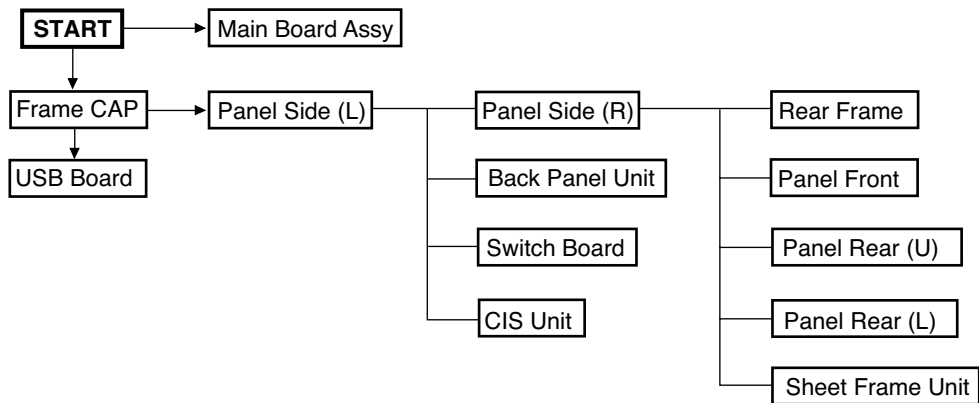 START
Main Board Assy
Frame CAP
Panel Side (L)
Panel Side (R)
Rear Frame
USB Board
Back Panel Unit
Panel Front
Switch Board
Panel Rear (U)
CIS Unit
Panel Rear (L)
Sheet Frame Unit